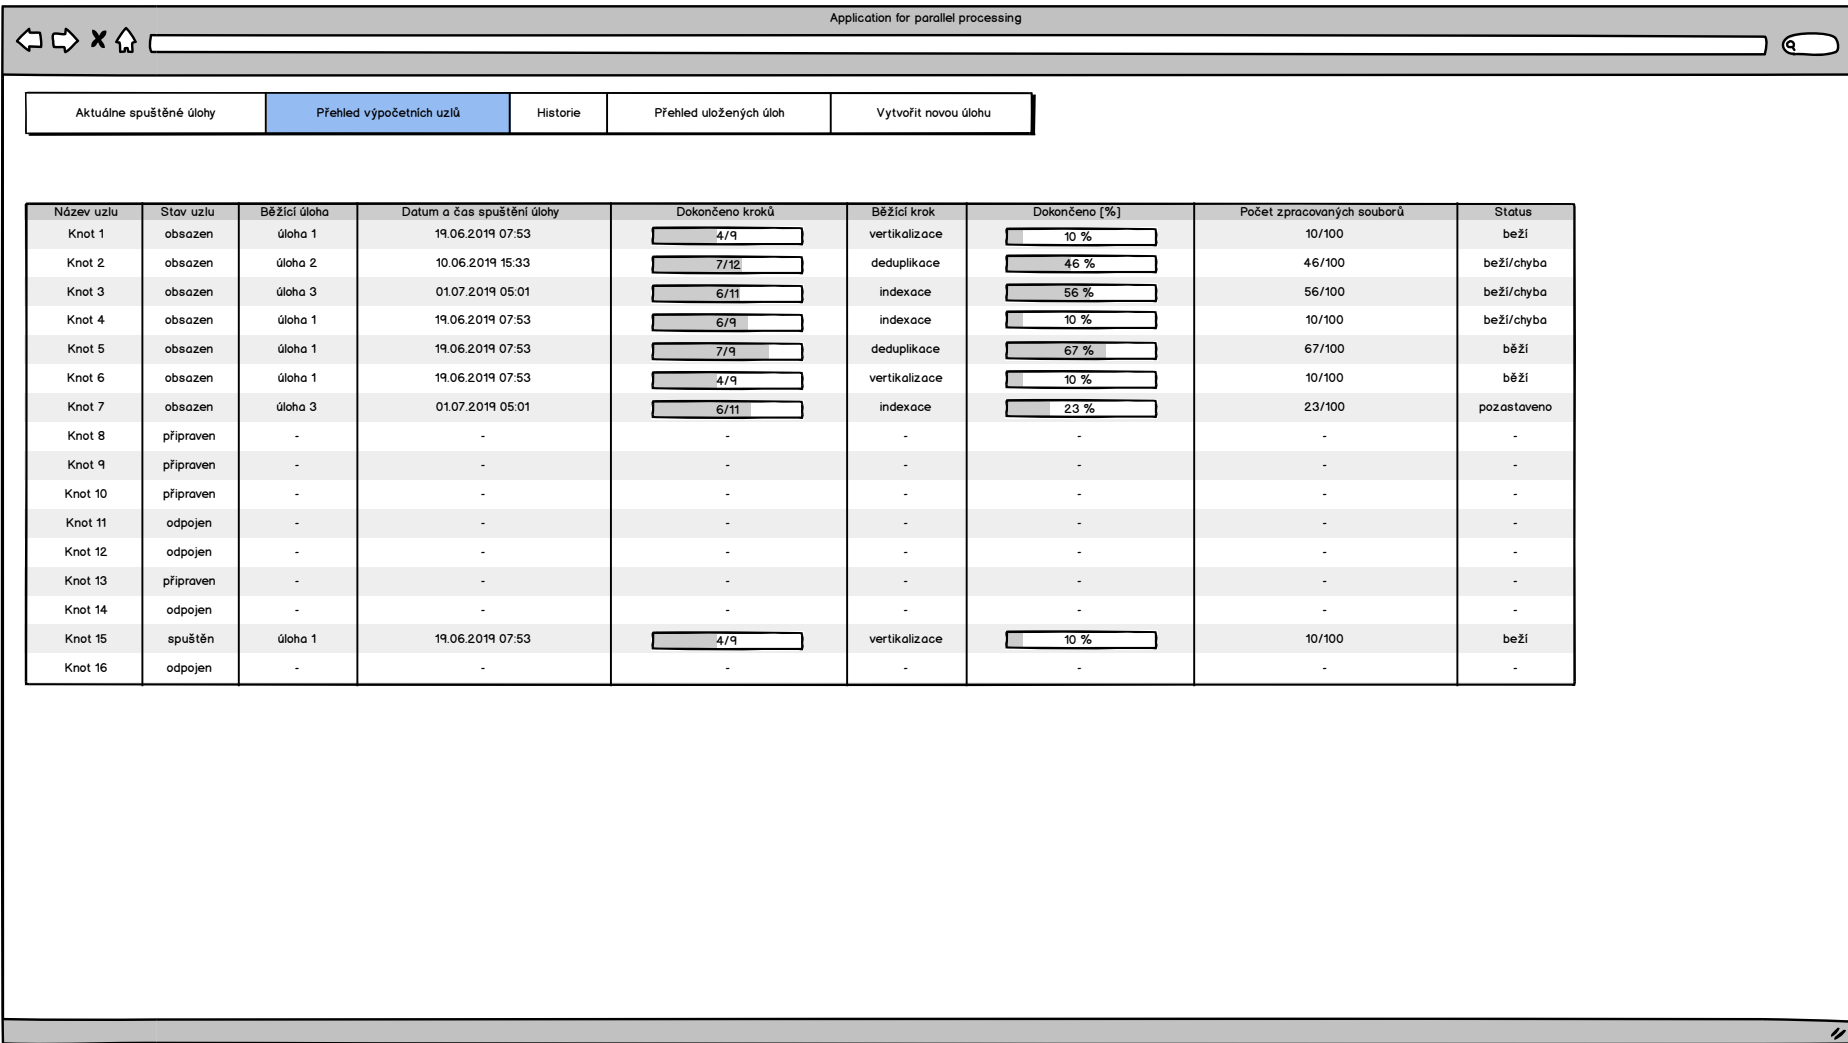 Application for parallel processing
Aktuálne spuštěné úlohy Přehled výpočetních uzlů Historie Přehled uložených úloh Vytvořit novou úlohu
Název uzlu Stav uzlu Běžící úloha Datum a čas spuštění úlohy Dokončeno kroků Běžící krok Dokončeno [%] Počet zpracovaných souborů Status
Knot 1 obsazen úloha 1 19.06.2019 07:53 4/9 vertikalizace 10 % 10/100 beží
Knot 2 obsazen úloha 2 10.06.2019 15:33 7/12 deduplikace 46 % 46/100 beží/chyba
Knot 3 obsazen úloha 3 01.07.2019 05:01 6/11 indexace 56 % 56/100 beží/chyba
Knot 4 obsazen úloha 1 19.06.2019 07:53 6/9 indexace 10 % 10/100 beží/chyba
Knot 5 obsazen úloha 1 19.06.2019 07:53 7/9 deduplikace 67 % 67/100 běží
Knot 6 obsazen úloha 1 19.06.2019 07:53 4/9 vertikalizace 10 % 10/100 běží
Knot 7 obsazen úloha 3 01.07.2019 05:01 6/11 indexace 23 % 23/100 pozastaveno
Knot 8 připraven - - - - - - -
Knot 9 připraven - - - - - - -
Knot 10 připraven - - - - - - -
Knot 11 odpojen - - - - - - -
Knot 12 odpojen - - - - - - -
Knot 13 připraven - - - - - - -
Knot 14 odpojen - - - - - - -
Knot 15 spuštěn úloha 1 19.06.2019 07:53 4/9 vertikalizace 10 % 10/100 beží
Knot 16 odpojen - - - - - - -